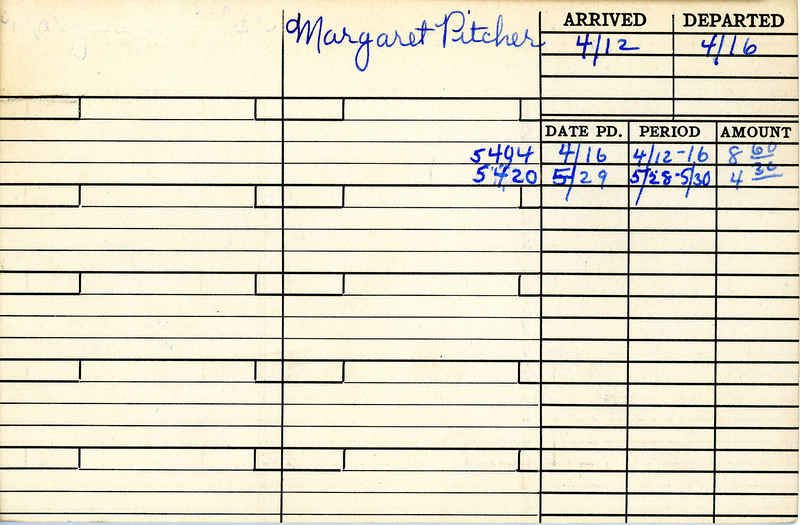 Margaret Pitcher
ARRIVED DEPARTED
4/12 4/16
DATE PD. PERIOD AMOUNT
5494 4/16 4/12-16 8 60
5420 5/29 5/28-5/30 4 30